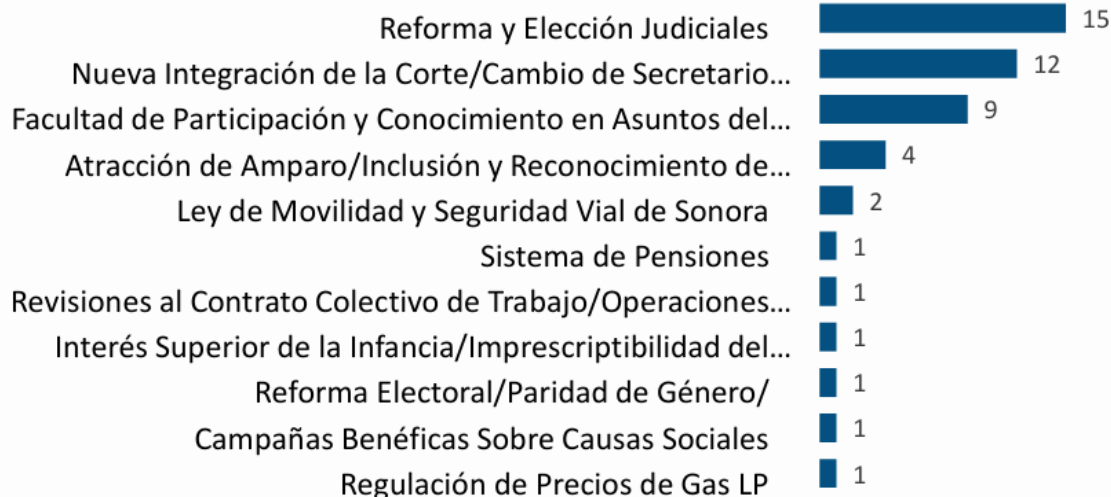 Reforma y Elección Judiciales 15
Nueva Integración de la Corte/Cambio de Secretario... 12
Facultad de Participación y Conocimiento en Asuntos del... 9
Atracción de Amparo/Inclusión y Reconocimiento de... 4
Ley de Movilidad y Seguridad Vial de Sonora 2
Sistema de Pensiones 1
Revisiones al Contrato Colectivo de Trabajo/Operaciones... 1
Interés Superior de la Infancia/Imprescriptibilidad del... 1
Reforma Electoral/Paridad de Género/ 1
Campañas Benéficas Sobre Causas Sociales 1
Regulación de Precios de Gas LP 1